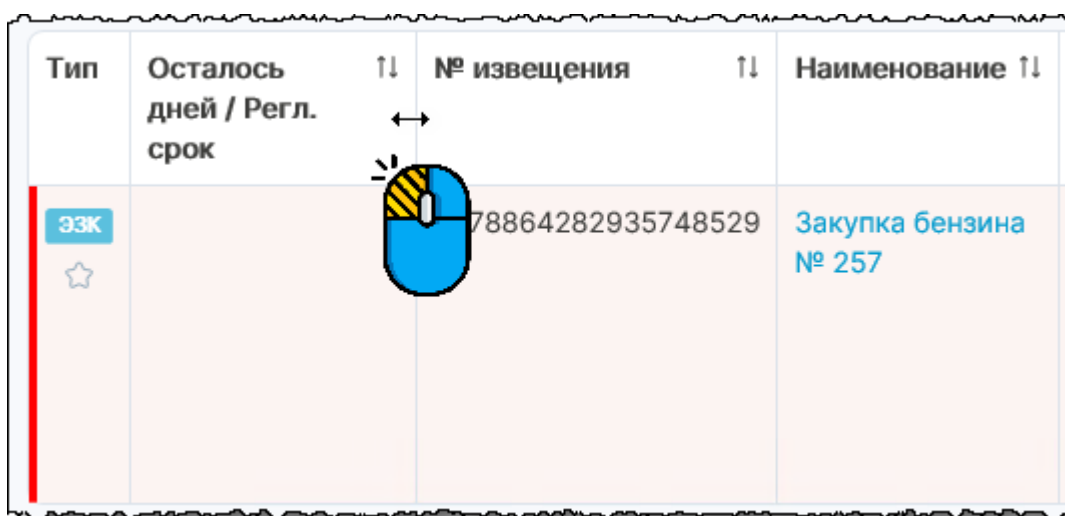 Тип
Осталось
дней / Регл.
срок
№ извещения
Наименование
ЭЗК
78864282935748529
Закупка бензина
№ 257